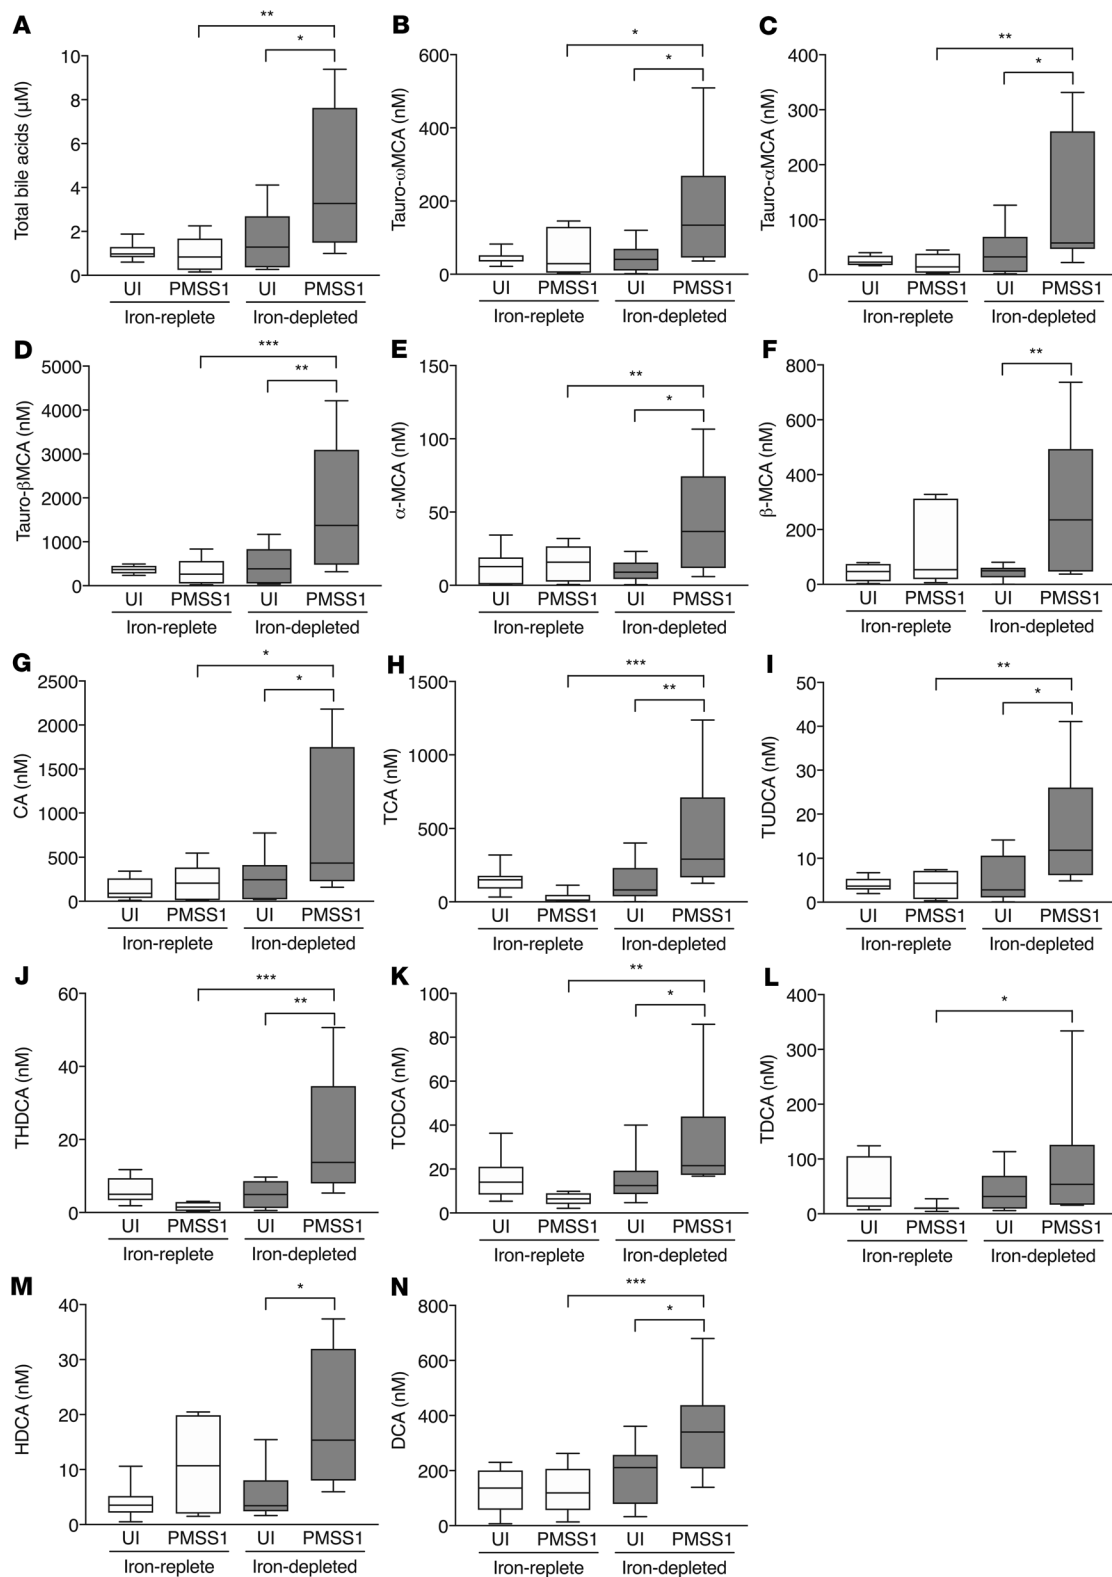 A
Total bile acids (μM)
10
8
6
4
2
0
**
*
UI PMSS1 UI PMSS1
Iron-replete Iron-depleted
B
Tauro-ωMCA (nM)
600
400
200
0
*
*
UI PMSS1 UI PMSS1
Iron-replete Iron-depleted
C
Tauro-αMCA (nM)
400
300
200
100
0
**
*
UI PMSS1 UI PMSS1
Iron-replete Iron-depleted
D
Tauro-βMCA (nM)
5000
4000
3000
2000
1000
0
***
**
UI PMSS1 UI PMSS1
Iron-replete Iron-depleted
E
α-MCA (nM)
150
100
50
0
**
*
UI PMSS1 UI PMSS1
Iron-replete Iron-depleted
F
β-MCA (nM)
800
600
400
200
0
**
UI PMSS1 UI PMSS1
Iron-replete Iron-depleted
G
CA (nM)
2500
2000
1500
1000
500
0
*
*
UI PMSS1 UI PMSS1
Iron-replete Iron-depleted
H
TCA (nM)
1500
1000
500
0
***
**
UI PMSS1 UI PMSS1
Iron-replete Iron-depleted
I
TUDCA (nM)
50
40
30
20
10
0
**
*
UI PMSS1 UI PMSS1
Iron-replete Iron-depleted
J
THDCA (nM)
60
40
20
0
***
**
UI PMSS1 UI PMSS1
Iron-replete Iron-depleted
K
TCDCA (nM)
100
80
60
40
20
0
**
*
UI PMSS1 UI PMSS1
Iron-replete Iron-depleted
L
TDCA (nM)
400
300
200
100
0
*
UI PMSS1 UI PMSS1
Iron-replete Iron-depleted
M
HDCA (nM)
40
30
20
10
0
*
UI PMSS1 UI PMSS1
Iron-replete Iron-depleted
N
DCA (nM)
800
600
400
200
0
***
*
UI PMSS1 UI PMSS1
Iron-replete Iron-depleted